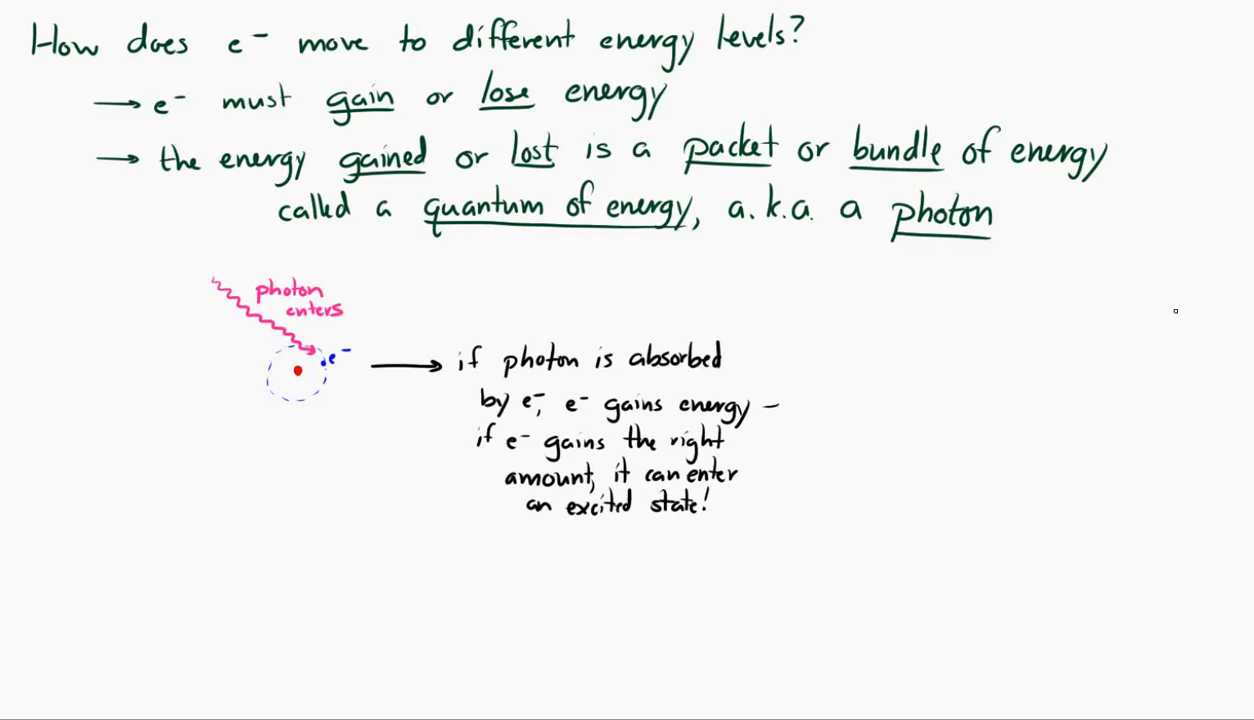 How does e⁻ move to different energy levels?
→ e⁻ must gain or lose energy
→ the energy gained or lost is a packet or bundle of energy
called a quantum of energy, a.k.a. a photon
photon
enters
e⁻
→ if photon is absorbed
by e⁻, e⁻ gains energy –
if e⁻ gains the right
amount, it can enter
an excited state!